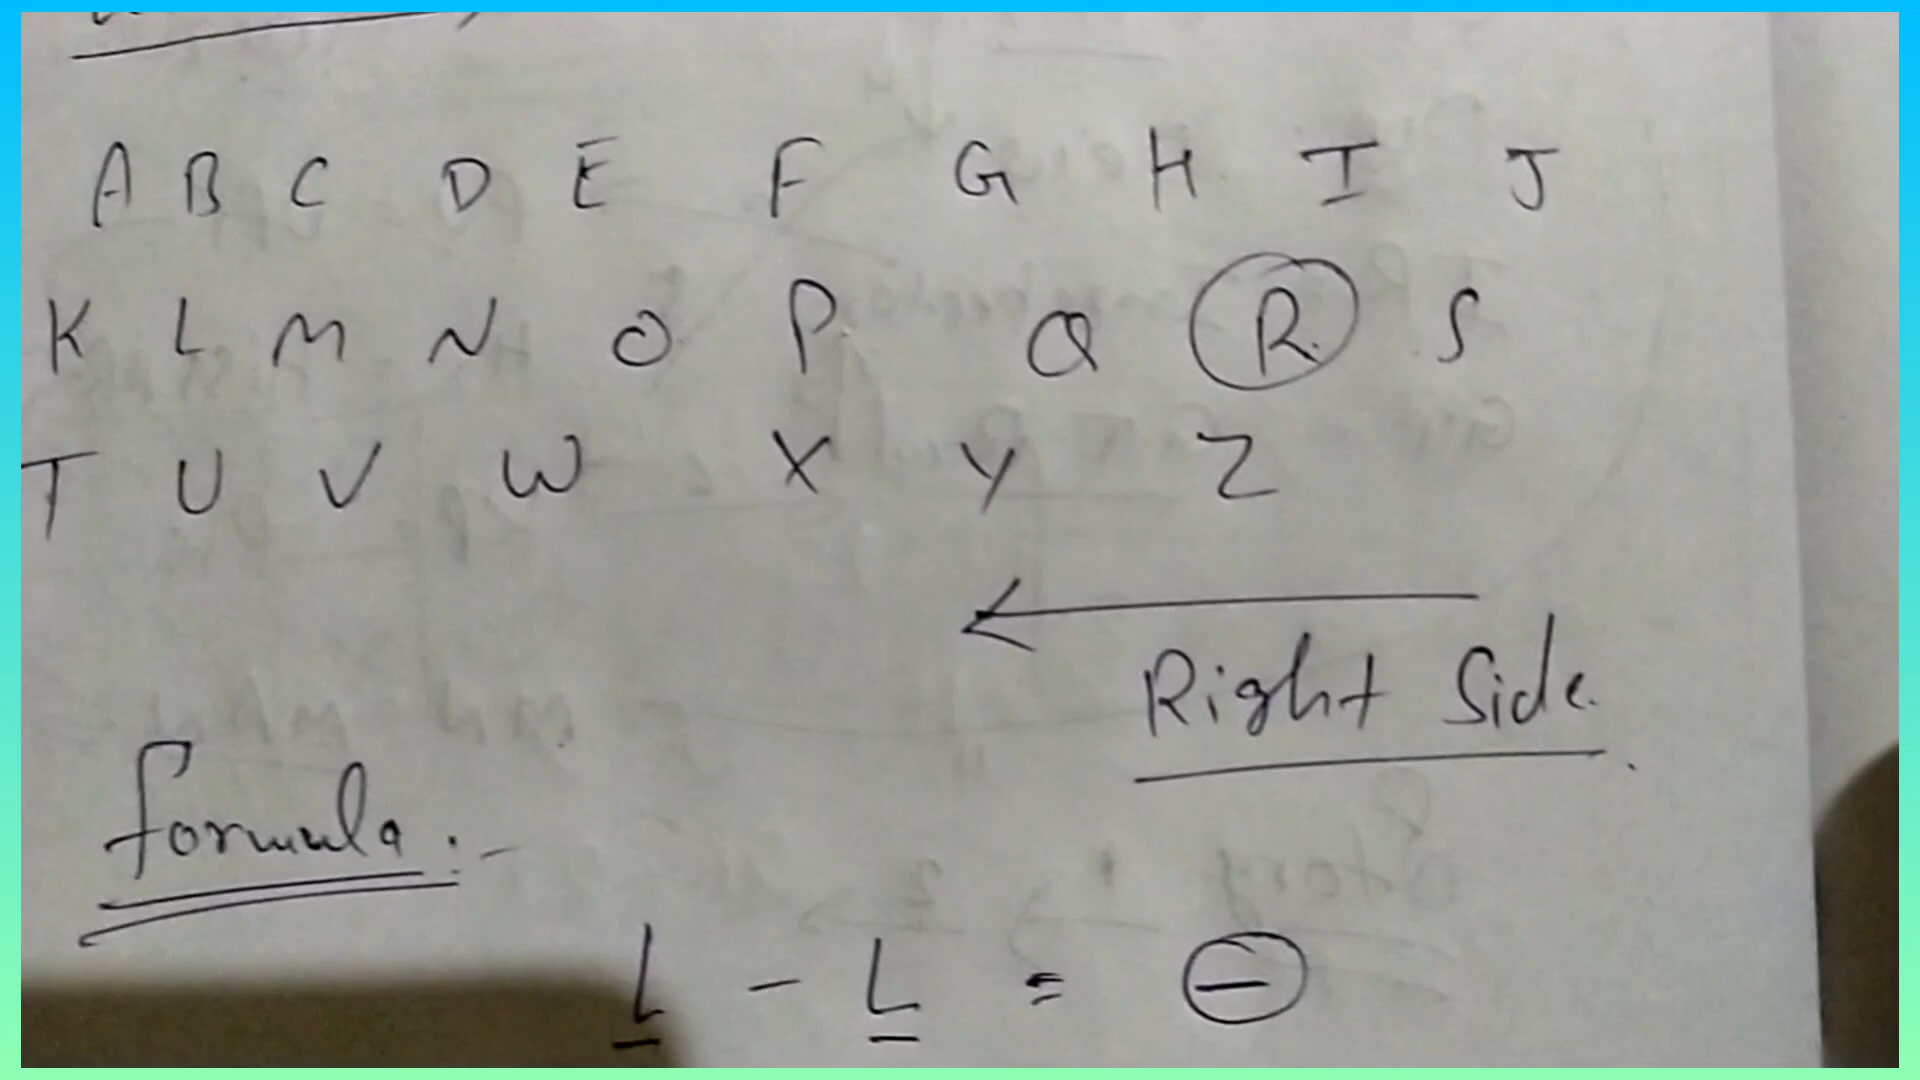 A B C D E F G H I J
K L M N O P Q R S
T U V W X Y Z
Right Side.
formula :-
L - L = -